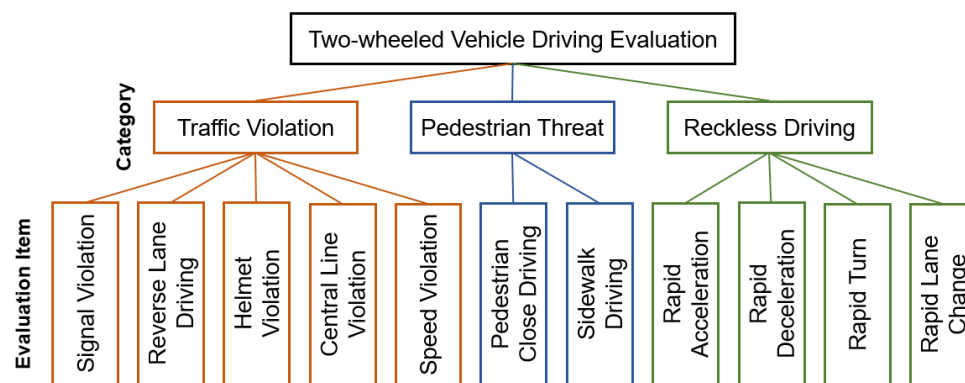 Two-wheeled Vehicle Driving Evaluation
Category
Traffic Violation
Pedestrian Threat
Reckless Driving
Evaluation Item
Signal Violation
Reverse Lane
Driving
Helmet
Violation
Central Line
Violation
Speed Violation
Pedestrian
Close Driving
Sidewalk
Driving
Rapid
Acceleration
Rapid
Deceleration
Rapid Turn
Rapid Lane
Change